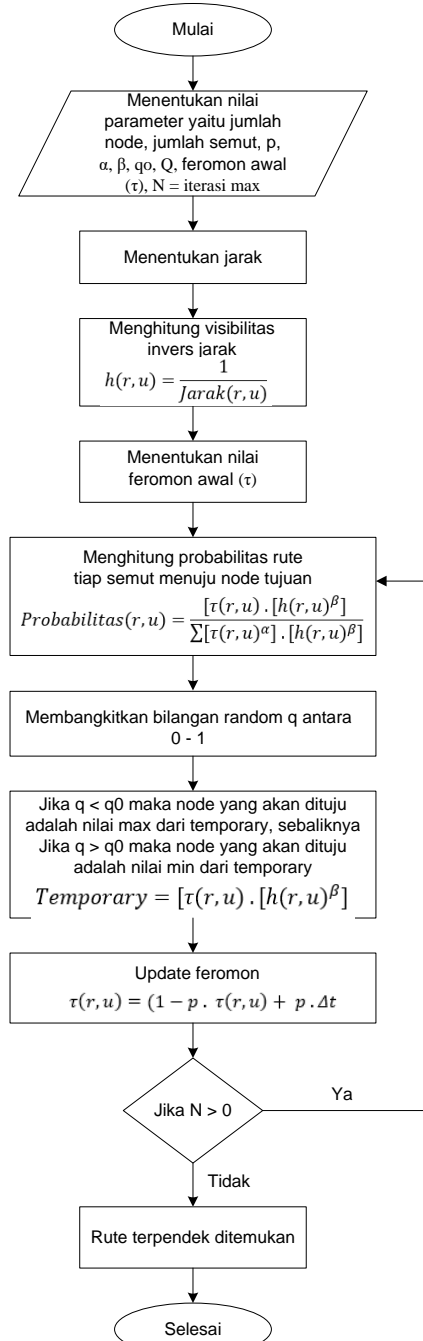 Mulai
Menentukan nilai
parameter yaitu jumlah
node, jumlah semut, p,
α, β, qo, Q, feromon awal
(τ), N = iterasi max
Menentukan jarak
Menghitung visibilitas
invers jarak
h(r, u) = 1 / Jarak(r, u)
Menentukan nilai
feromon awal (τ)
Menghitung probabilitas rute
tiap semut menuju node tujuan
Probabilitas(r, u) = [τ(r, u) . [h(r, u)^β] / ∑[τ(r, u)^α] . [h(r, u)^β]
Membangkitkan bilangan random q antara
0 - 1
Jika q < q0 maka node yang akan dituju
adalah nilai max dari temporary, sebaliknya
Jika q > q0 maka node yang akan dituju
adalah nilai min dari temporary
Temporary = [τ(r, u) . [h(r, u)^β]
Update feromon
τ(r, u) = (1 − p . τ(r, u) + p . Δt
Jika N > 0
Ya
Tidak
Rute terpendek ditemukan
Selesai